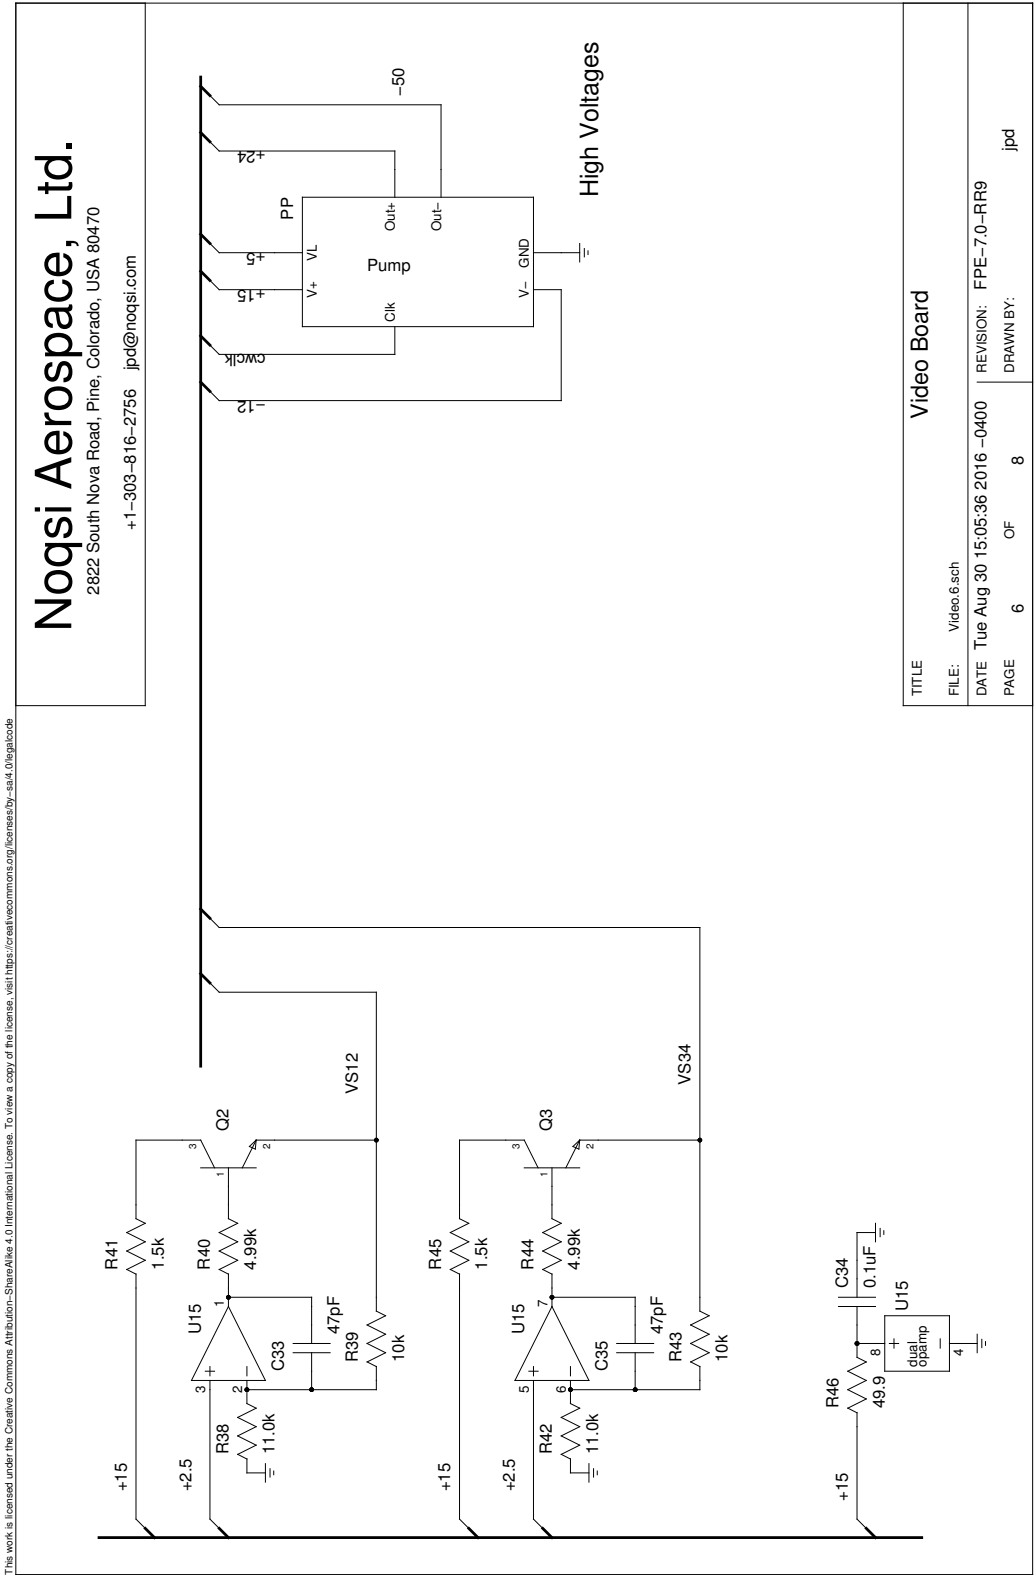 This work is licensed under the Creative Commons Attribution−ShareAlike 4.0 International License. To view a copy of the license, visit https://creativecommons.org/licenses/by−sa/4.0/legalcode
Noqsi Aerospace, Ltd.
2822 South Nova Road, Pine, Colorado, USA 80470
+1−303−816−2756 jpd@noqsi.com
+15
R41
1.5k
+2.5
3
2
U15
1
R40
4.99k
3
1
2
Q2
R38
11.0k
C33
47pF
R39
10k
VS12
+15
R45
1.5k
+2.5
5
6
U15
7
R44
4.99k
3
1
2
Q3
R42
11.0k
C35
47pF
R43
10k
VS34
+15
R46
49.9
C34
0.1uF
8
+
dual
opamp
−
4
U15
−12
cwclk
+15
+5
+24
−50
PP
V+
VL
Clk
Pump
Out+
Out−
V−
GND
High Voltages
TITLE
Video Board
FILE: Video.6.sch
REVISION: FPE−7.0−RR9
DATE Tue Aug 30 15:05:36 2016 −0400
PAGE 6 OF 8
DRAWN BY: jpd